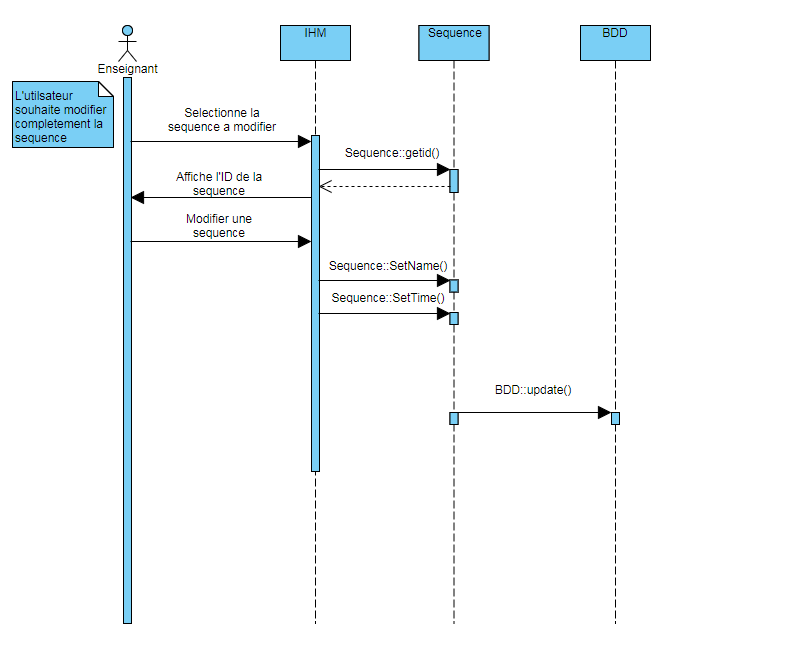 IHM
Sequence
BDD
Enseignant
L'utilsateur
souhaite modifier
completement la
sequence
Selectionne la
sequence a modifier
Sequence::getid()
Affiche l'ID de la
sequence
Modifier une
sequence
Sequence::SetName()
Sequence::SetTime()
BDD::update()